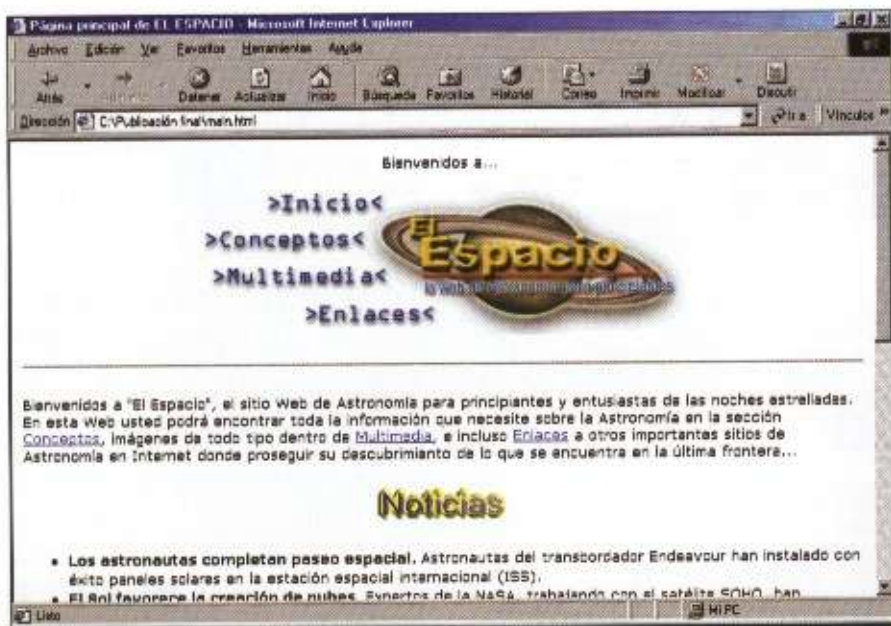 Página principal de EL ESPACIO - Microsoft Internet Explorer
Archivo Edición Ver Favoritos Herramientas Ayuda
Atrás Detener Actualizar Inicio Búsqueda Favoritos Historial Correo Imprimir Modificar Discutir
Dirección C:\Publicación final\main.html Ir a Vínculos »
Bienvenidos a...
>Inicio<
>Conceptos<
>Multimedia<
>Enlaces<
El
Espacio
la web de para principiantes
Bienvenidos a "El Espacio", el sitio Web de Astronomía para principiantes y entusiastas de las noches estrelladas.
En esta Web usted podrá encontrar toda la información que necesite sobre la Astronomía en la sección
Conceptos, imágenes de todo tipo dentro de Multimedia, e incluso Enlaces a otros importantes sitios de
Astronomía en Internet donde proseguir su descubrimiento de lo que se encuentra en la última frontera...
Noticias
• Los astronautas completan paseo espacial. Astronautas del transbordador Endeavour han instalado con
éxito paneles solares en la estación espacial internacional (ISS).
• El Sol favorece la creación de nubes. Expertos de la NASA, trabajando con el satélite SOHO, han
Listo Mi PC